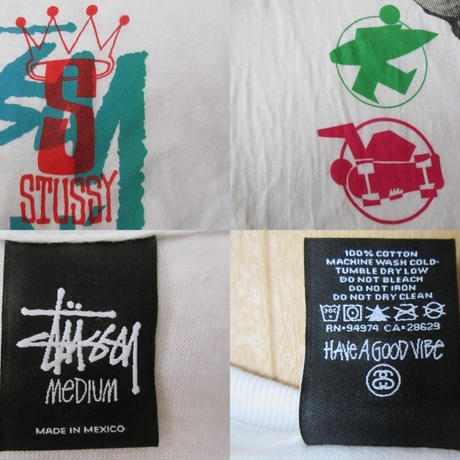 S
STUSSY
Stüssy
MEDIUM
MADE IN MEXICO
100% COTTON
MACHINE WASH COLD-
TUMBLE DRY LOW
DO NOT BLEACH
DO NOT IRON
DO NOT DRY CLEAN
RN-94974 CA-28629
HAVE A GOOD VIBE